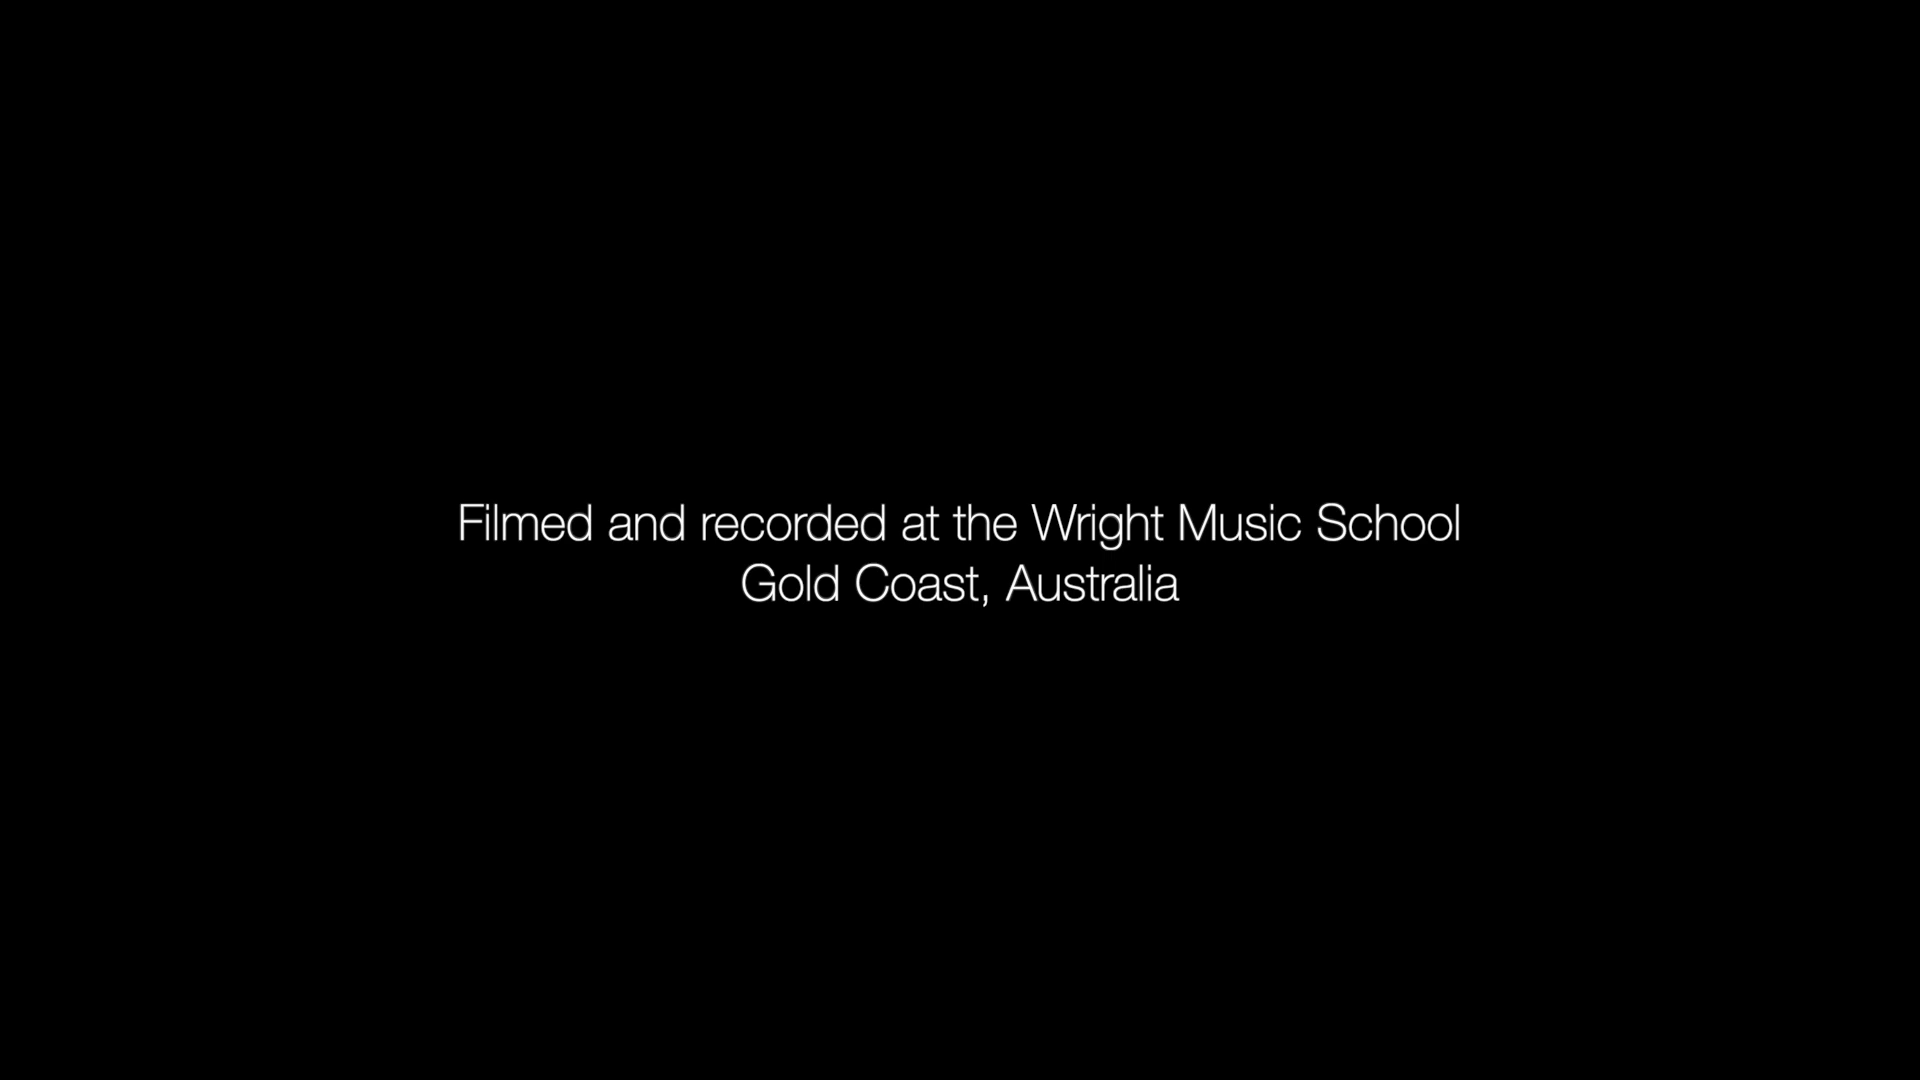 Filmed and recorded at the Wright Music School
Gold Coast, Australia